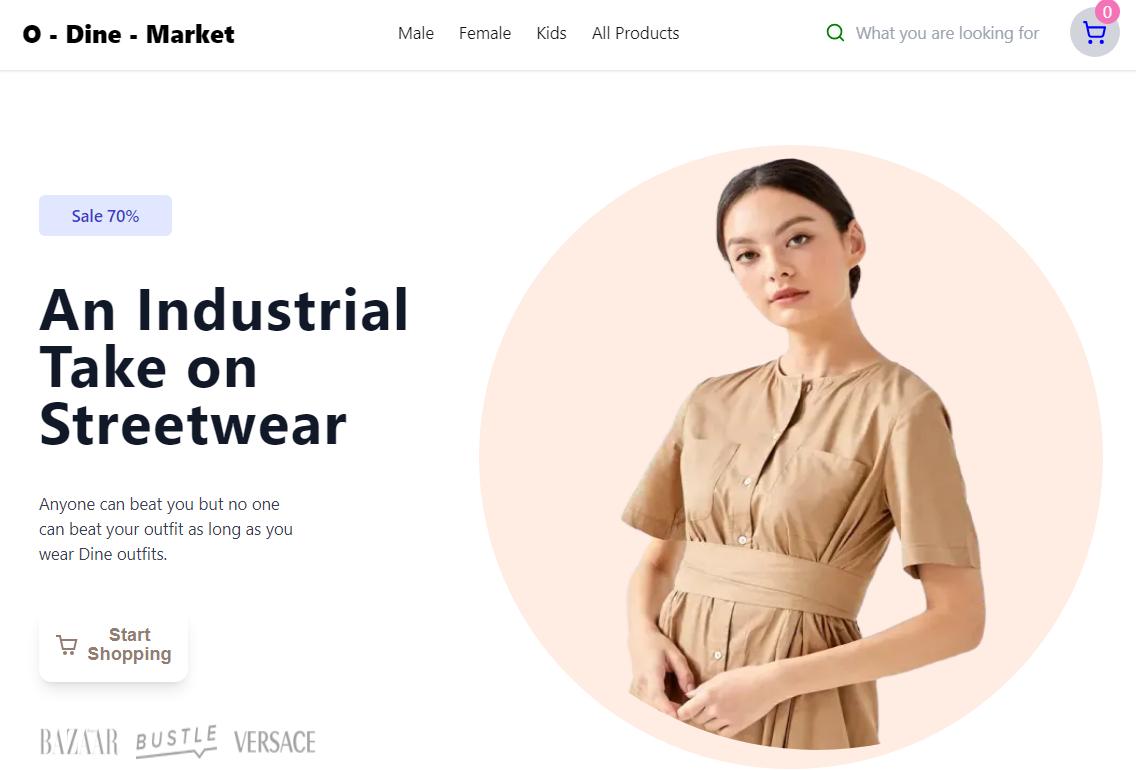 O - Dine - Market
Male Female Kids All Products
What you are looking for
0
Sale 70%
An Industrial
Take on
Streetwear
Anyone can beat you but no one
can beat your outfit as long as you
wear Dine outfits.
Start
Shopping
BAZAAR BUSTLE VERSACE